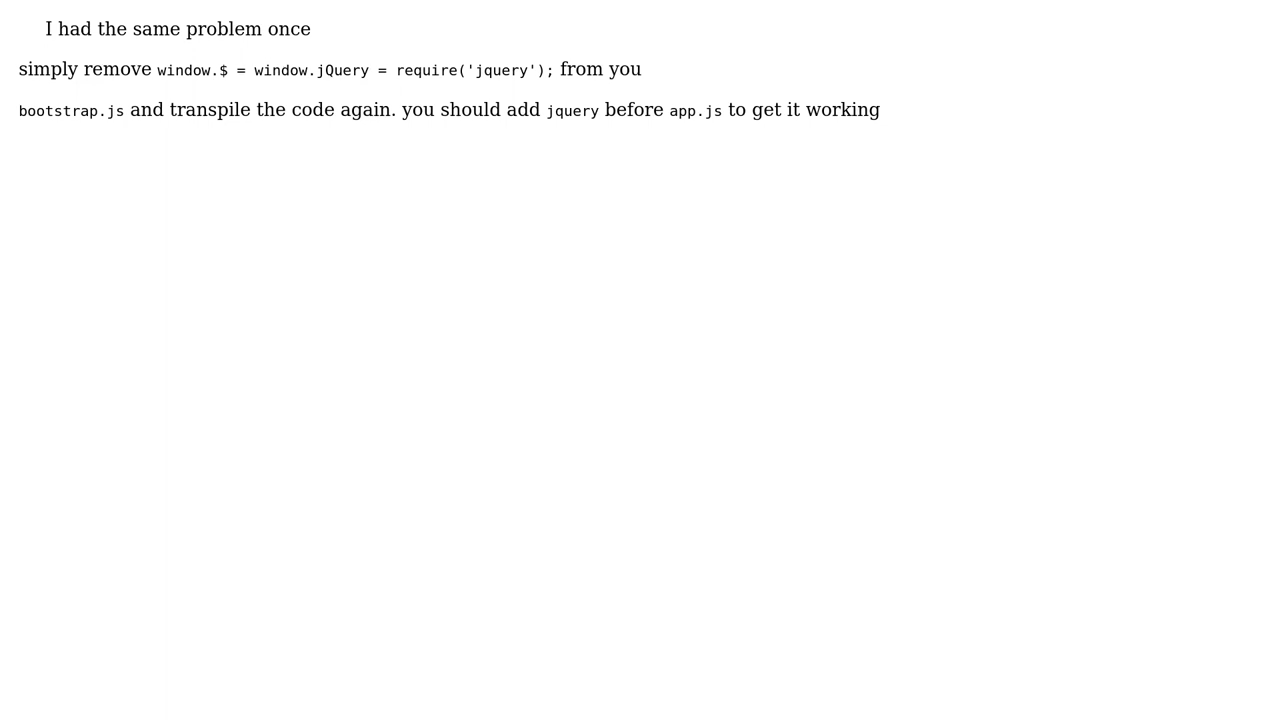 I had the same problem once
simply remove window.$ = window.jQuery = require('jquery'); from you
bootstrap.js and transpile the code again. you should add jquery before app.js to get it working